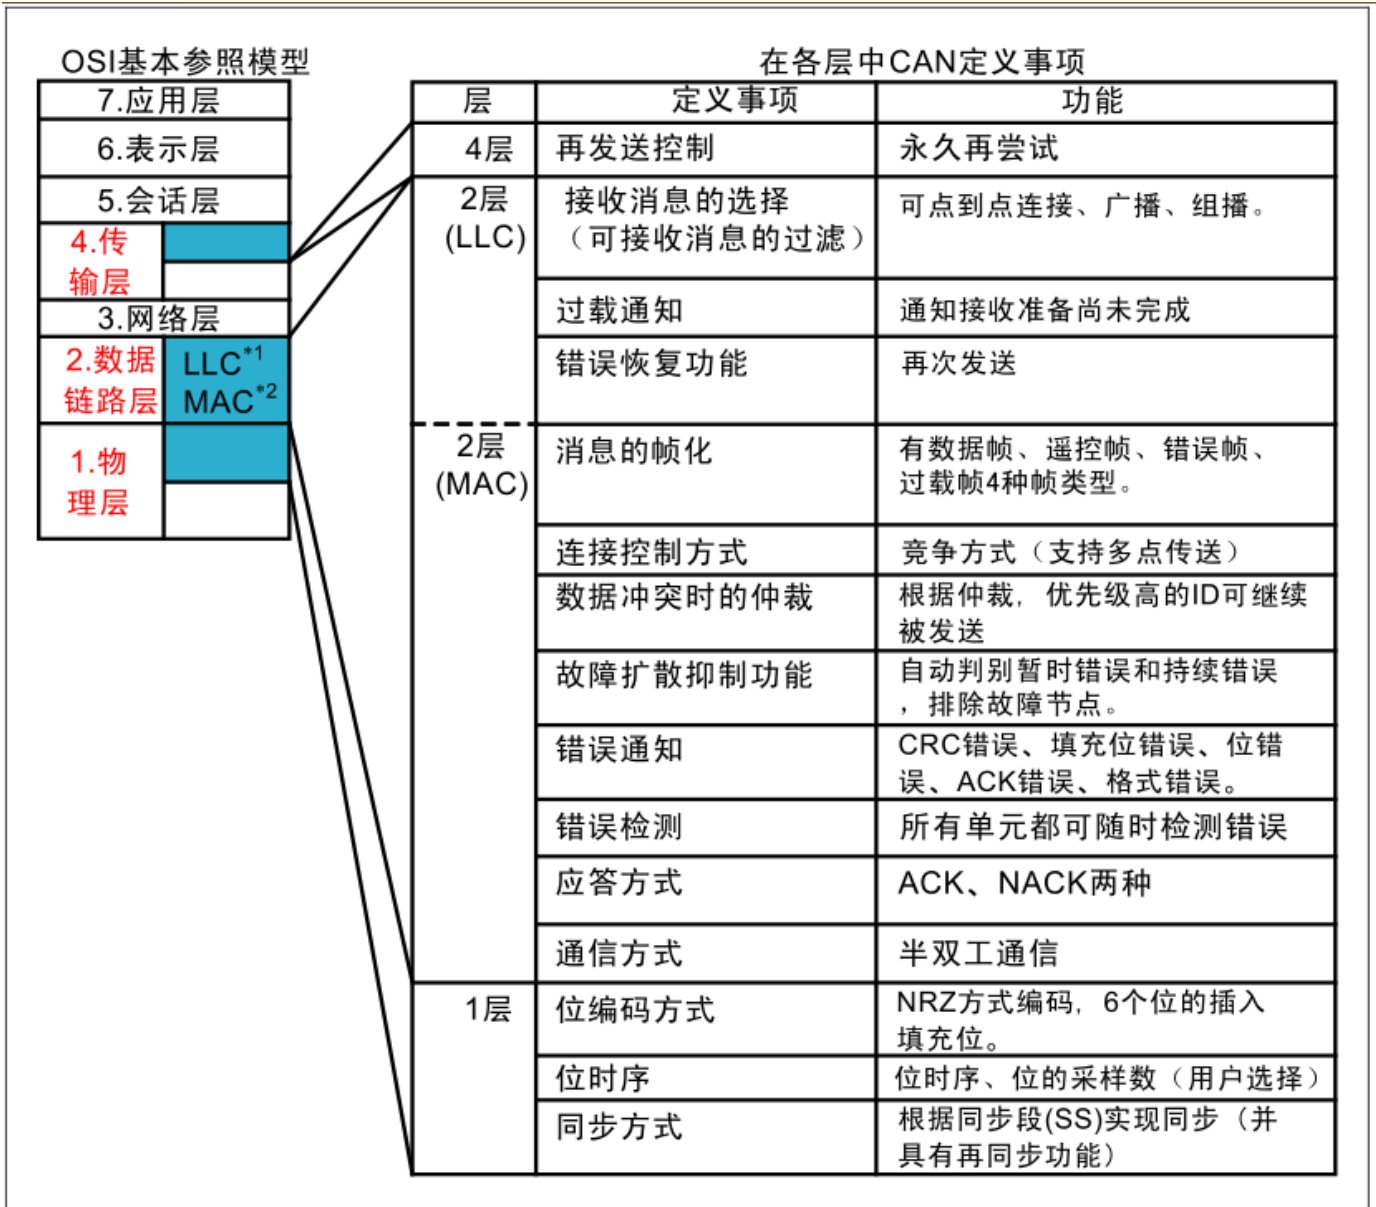 OSI基本参照模型
7.应用层
6.表示层
5.会话层
4.传
输层
3.网络层
2.数据
链路层
LLC*1
MAC*2
1.物
理层
在各层中CAN定义事项
层
定义事项
功能
4层
再发送控制
永久再尝试
2层
(LLC)
接收消息的选择
（可接收消息的过滤）
可点到点连接、广播、组播。
过载通知
通知接收准备尚未完成
错误恢复功能
再次发送
2层
(MAC)
消息的帧化
有数据帧、遥控帧、错误帧、
过载帧4种帧类型。
连接控制方式
竞争方式（支持多点传送）
数据冲突时的仲裁
根据仲裁，优先级高的ID可继续
被发送
故障扩散抑制功能
自动判别暂时错误和持续错误
，排除故障节点。
错误通知
CRC错误、填充位错误、位错
误、ACK错误、格式错误。
错误检测
所有单元都可随时检测错误
应答方式
ACK、NACK两种
通信方式
半双工通信
1层
位编码方式
NRZ方式编码，6个位的插入
填充位。
位时序
位时序、位的采样数（用户选择）
同步方式
根据同步段(SS)实现同步（并
具有再同步功能）